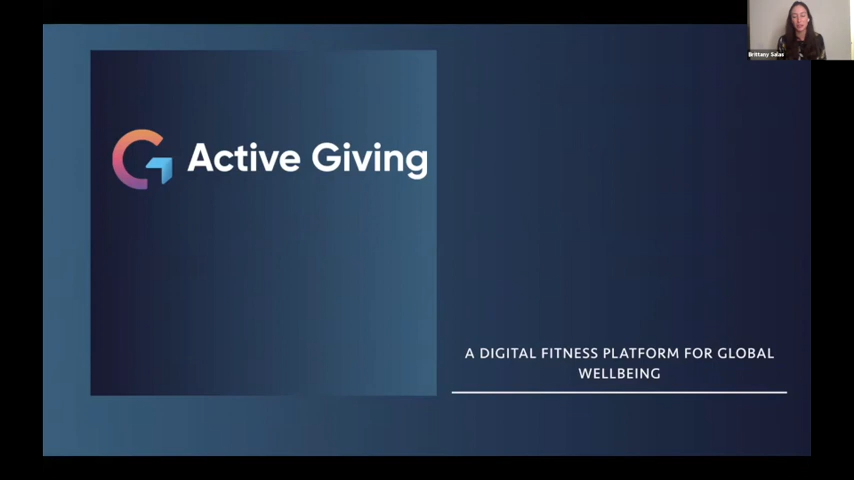 Brittany Salas
Active Giving
A DIGITAL FITNESS PLATFORM FOR GLOBAL
WELLBEING